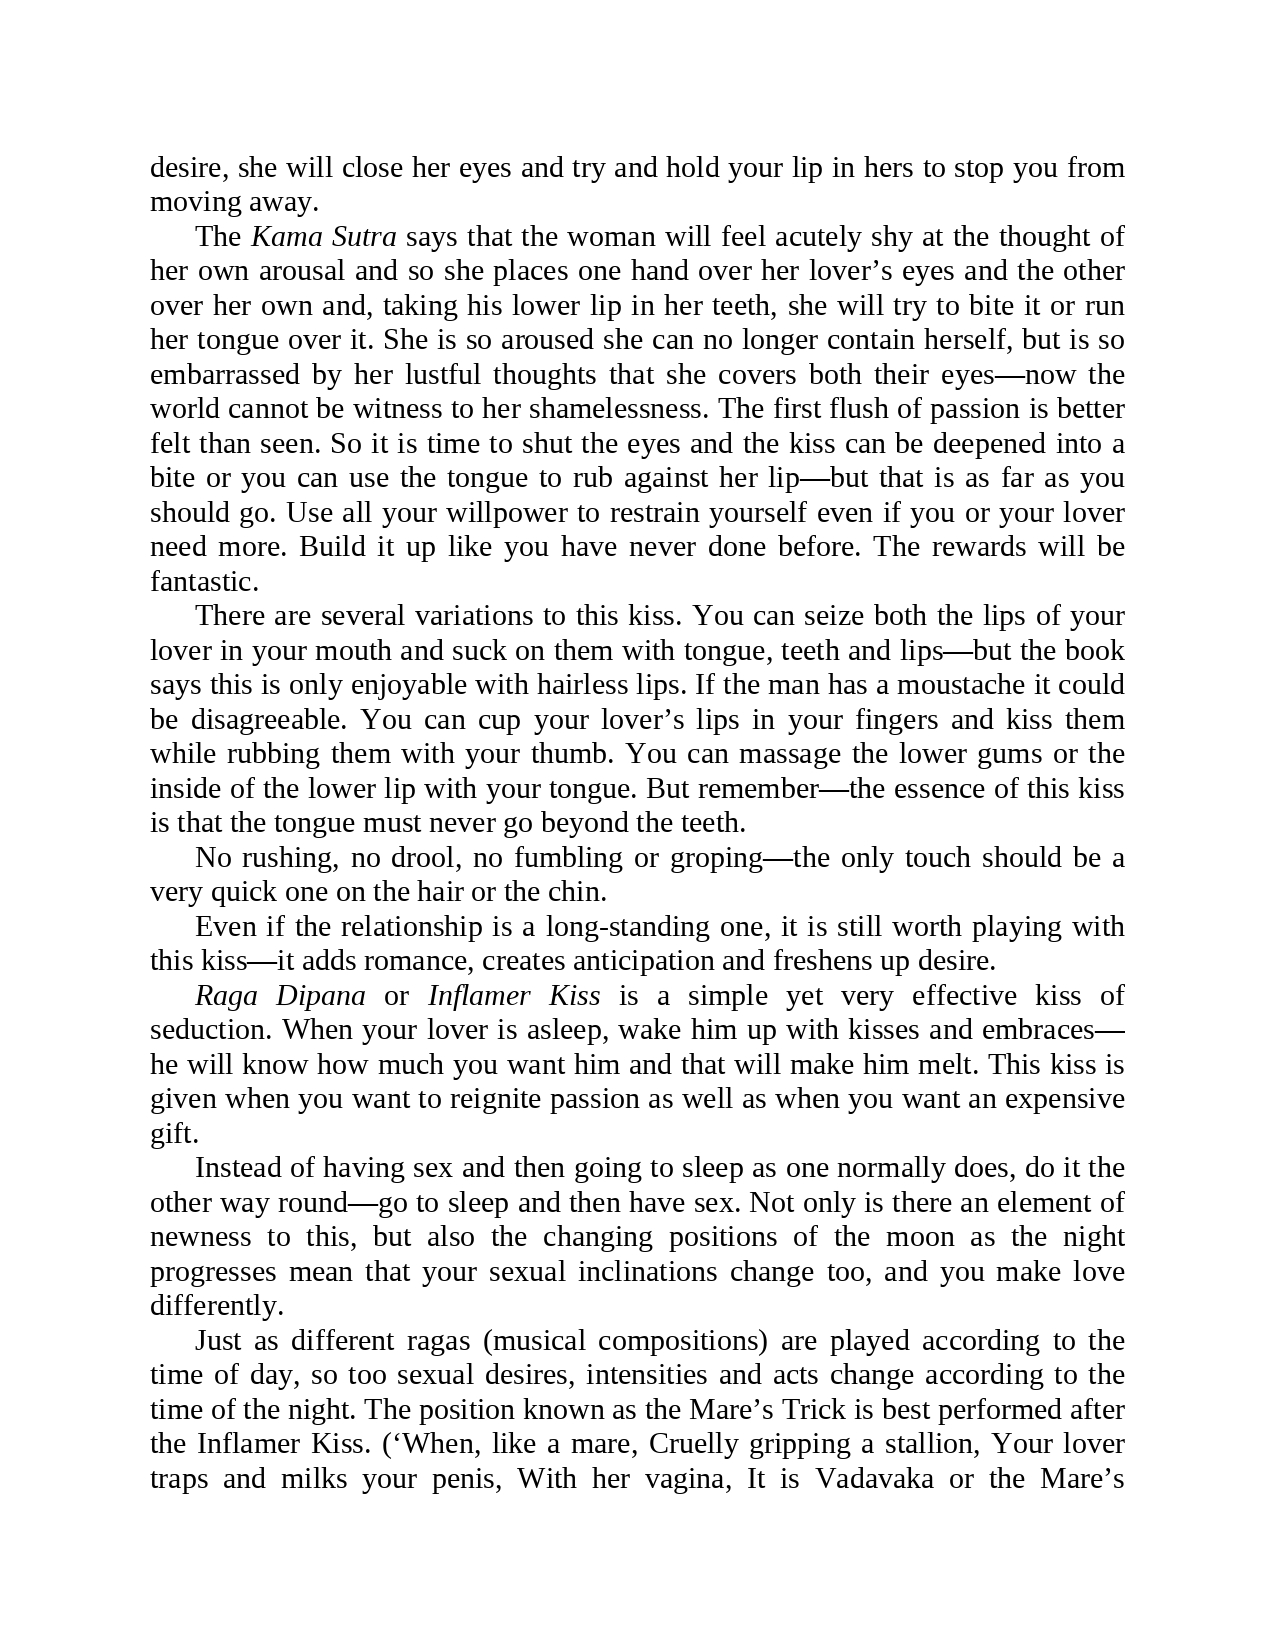 desire, she will close her eyes and try and hold your lip in hers to stop you from
moving away.
The Kama Sutra says that the woman will feel acutely shy at the thought of
her own arousal and so she places one hand over her lover’s eyes and the other
over her own and, taking his lower lip in her teeth, she will try to bite it or run
her tongue over it. She is so aroused she can no longer contain herself, but is so
embarrassed by her lustful thoughts that she covers both their eyes—now the
world cannot be witness to her shamelessness. The first flush of passion is better
felt than seen. So it is time to shut the eyes and the kiss can be deepened into a
bite or you can use the tongue to rub against her lip—but that is as far as you
should go. Use all your willpower to restrain yourself even if you or your lover
need more. Build it up like you have never done before. The rewards will be
fantastic.
There are several variations to this kiss. You can seize both the lips of your
lover in your mouth and suck on them with tongue, teeth and lips—but the book
says this is only enjoyable with hairless lips. If the man has a moustache it could
be disagreeable. You can cup your lover’s lips in your fingers and kiss them
while rubbing them with your thumb. You can massage the lower gums or the
inside of the lower lip with your tongue. But remember—the essence of this kiss
is that the tongue must never go beyond the teeth.
No rushing, no drool, no fumbling or groping—the only touch should be a
very quick one on the hair or the chin.
Even if the relationship is a long-standing one, it is still worth playing with
this kiss—it adds romance, creates anticipation and freshens up desire.
Raga Dipana or Inflamer Kiss is a simple yet very effective kiss of
seduction. When your lover is asleep, wake him up with kisses and embraces—
he will know how much you want him and that will make him melt. This kiss is
given when you want to reignite passion as well as when you want an expensive
gift.
Instead of having sex and then going to sleep as one normally does, do it the
other way round—go to sleep and then have sex. Not only is there an element of
newness to this, but also the changing positions of the moon as the night
progresses mean that your sexual inclinations change too, and you make love
differently.
Just as different ragas (musical compositions) are played according to the
time of day, so too sexual desires, intensities and acts change according to the
time of the night. The position known as the Mare’s Trick is best performed after
the Inflamer Kiss. (‘When, like a mare, Cruelly gripping a stallion, Your lover
traps and milks your penis, With her vagina, It is Vadavaka or the Mare’s